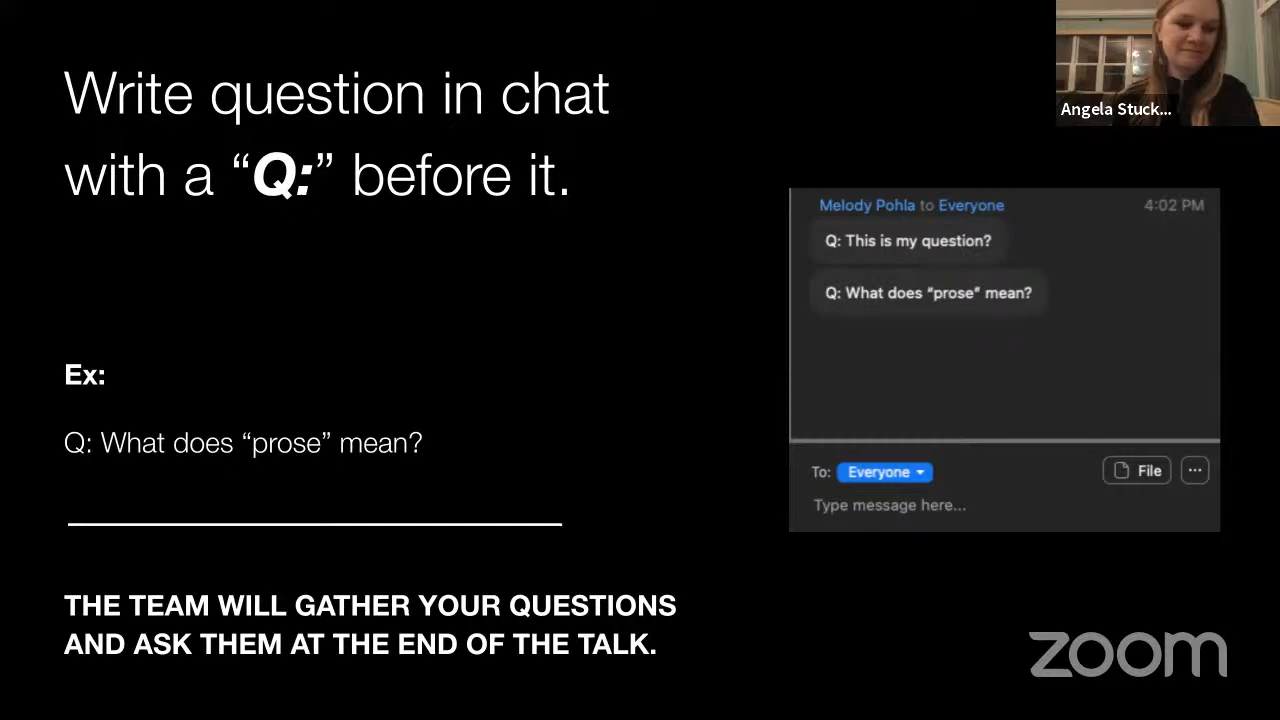 Write question in chat
with a “Q:” before it.
Ex:
Q: What does “prose” mean?
THE TEAM WILL GATHER YOUR QUESTIONS
AND ASK THEM AT THE END OF THE TALK.
Angela Stuck...
Melody Pohla to Everyone 4:02 PM
Q: This is my question?
Q: What does “prose” mean?
To: Everyone File ...
Type message here...
zoom